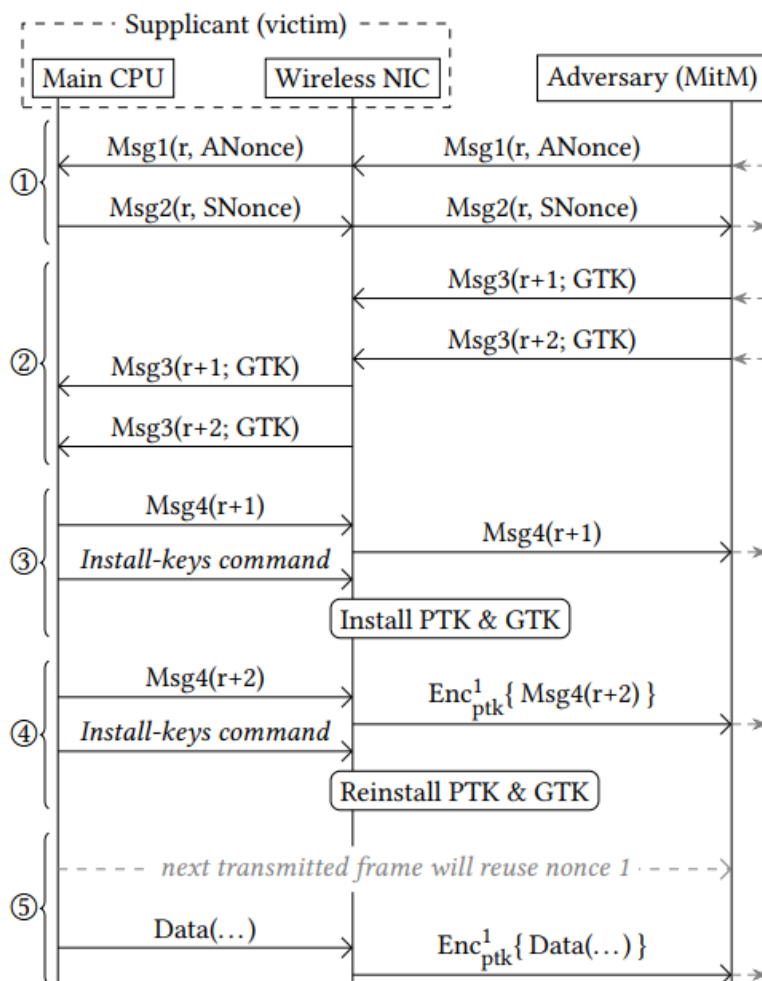 Supplicant (victim)
Main CPU
Wireless NIC
Adversary (MitM)
①
Msg1(r, ANonce)
Msg1(r, ANonce)
Msg2(r, SNonce)
Msg2(r, SNonce)
②
Msg3(r+1; GTK)
Msg3(r+2; GTK)
Msg3(r+1; GTK)
Msg3(r+2; GTK)
③
Msg4(r+1)
Msg4(r+1)
Install-keys command
Install PTK & GTK
④
Msg4(r+2)
Enc¹ptk{ Msg4(r+2) }
Install-keys command
Reinstall PTK & GTK
⑤
next transmitted frame will reuse nonce 1
Data(…)
Enc¹ptk{ Data(…) }